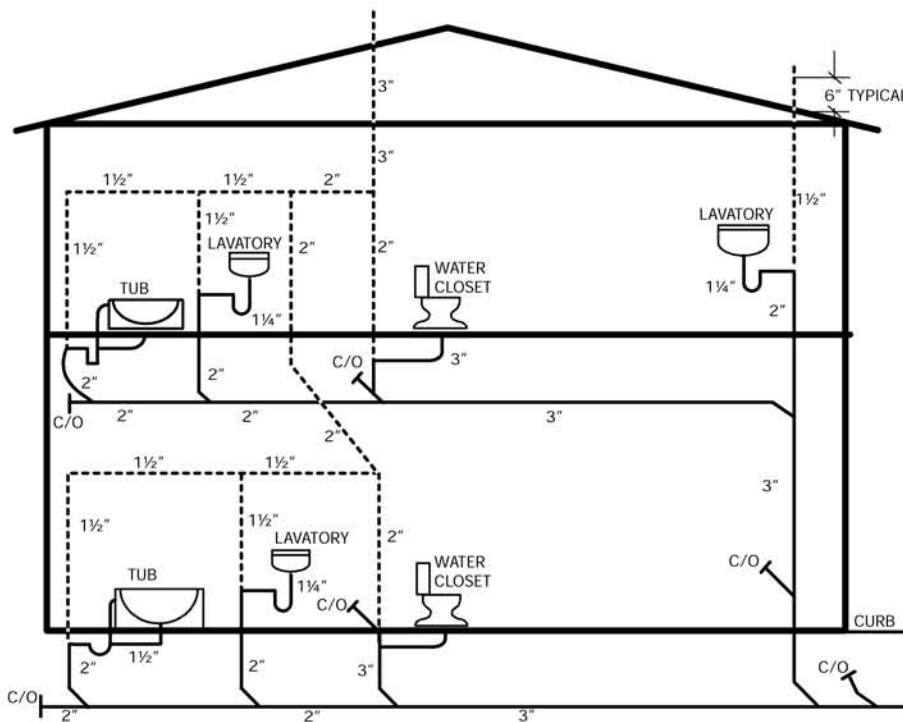 3"
6" TYPICAL
3"
1½" 1½" 2"
1½"
1½"
LAVATORY
1½"
LAVATORY
2"
2"
WATER
CLOSET
TUB
1¼"
1¼"
2"
C/O
3"
2"
2"
C/O
2"
2"
3"
2"
1½"
1½"
3"
1½"
1½"
LAVATORY
2"
WATER
CLOSET
C/O
TUB
1¼"
C/O
CURB
2"
1½"
2"
3"
C/O
C/O
2"
2"
3"